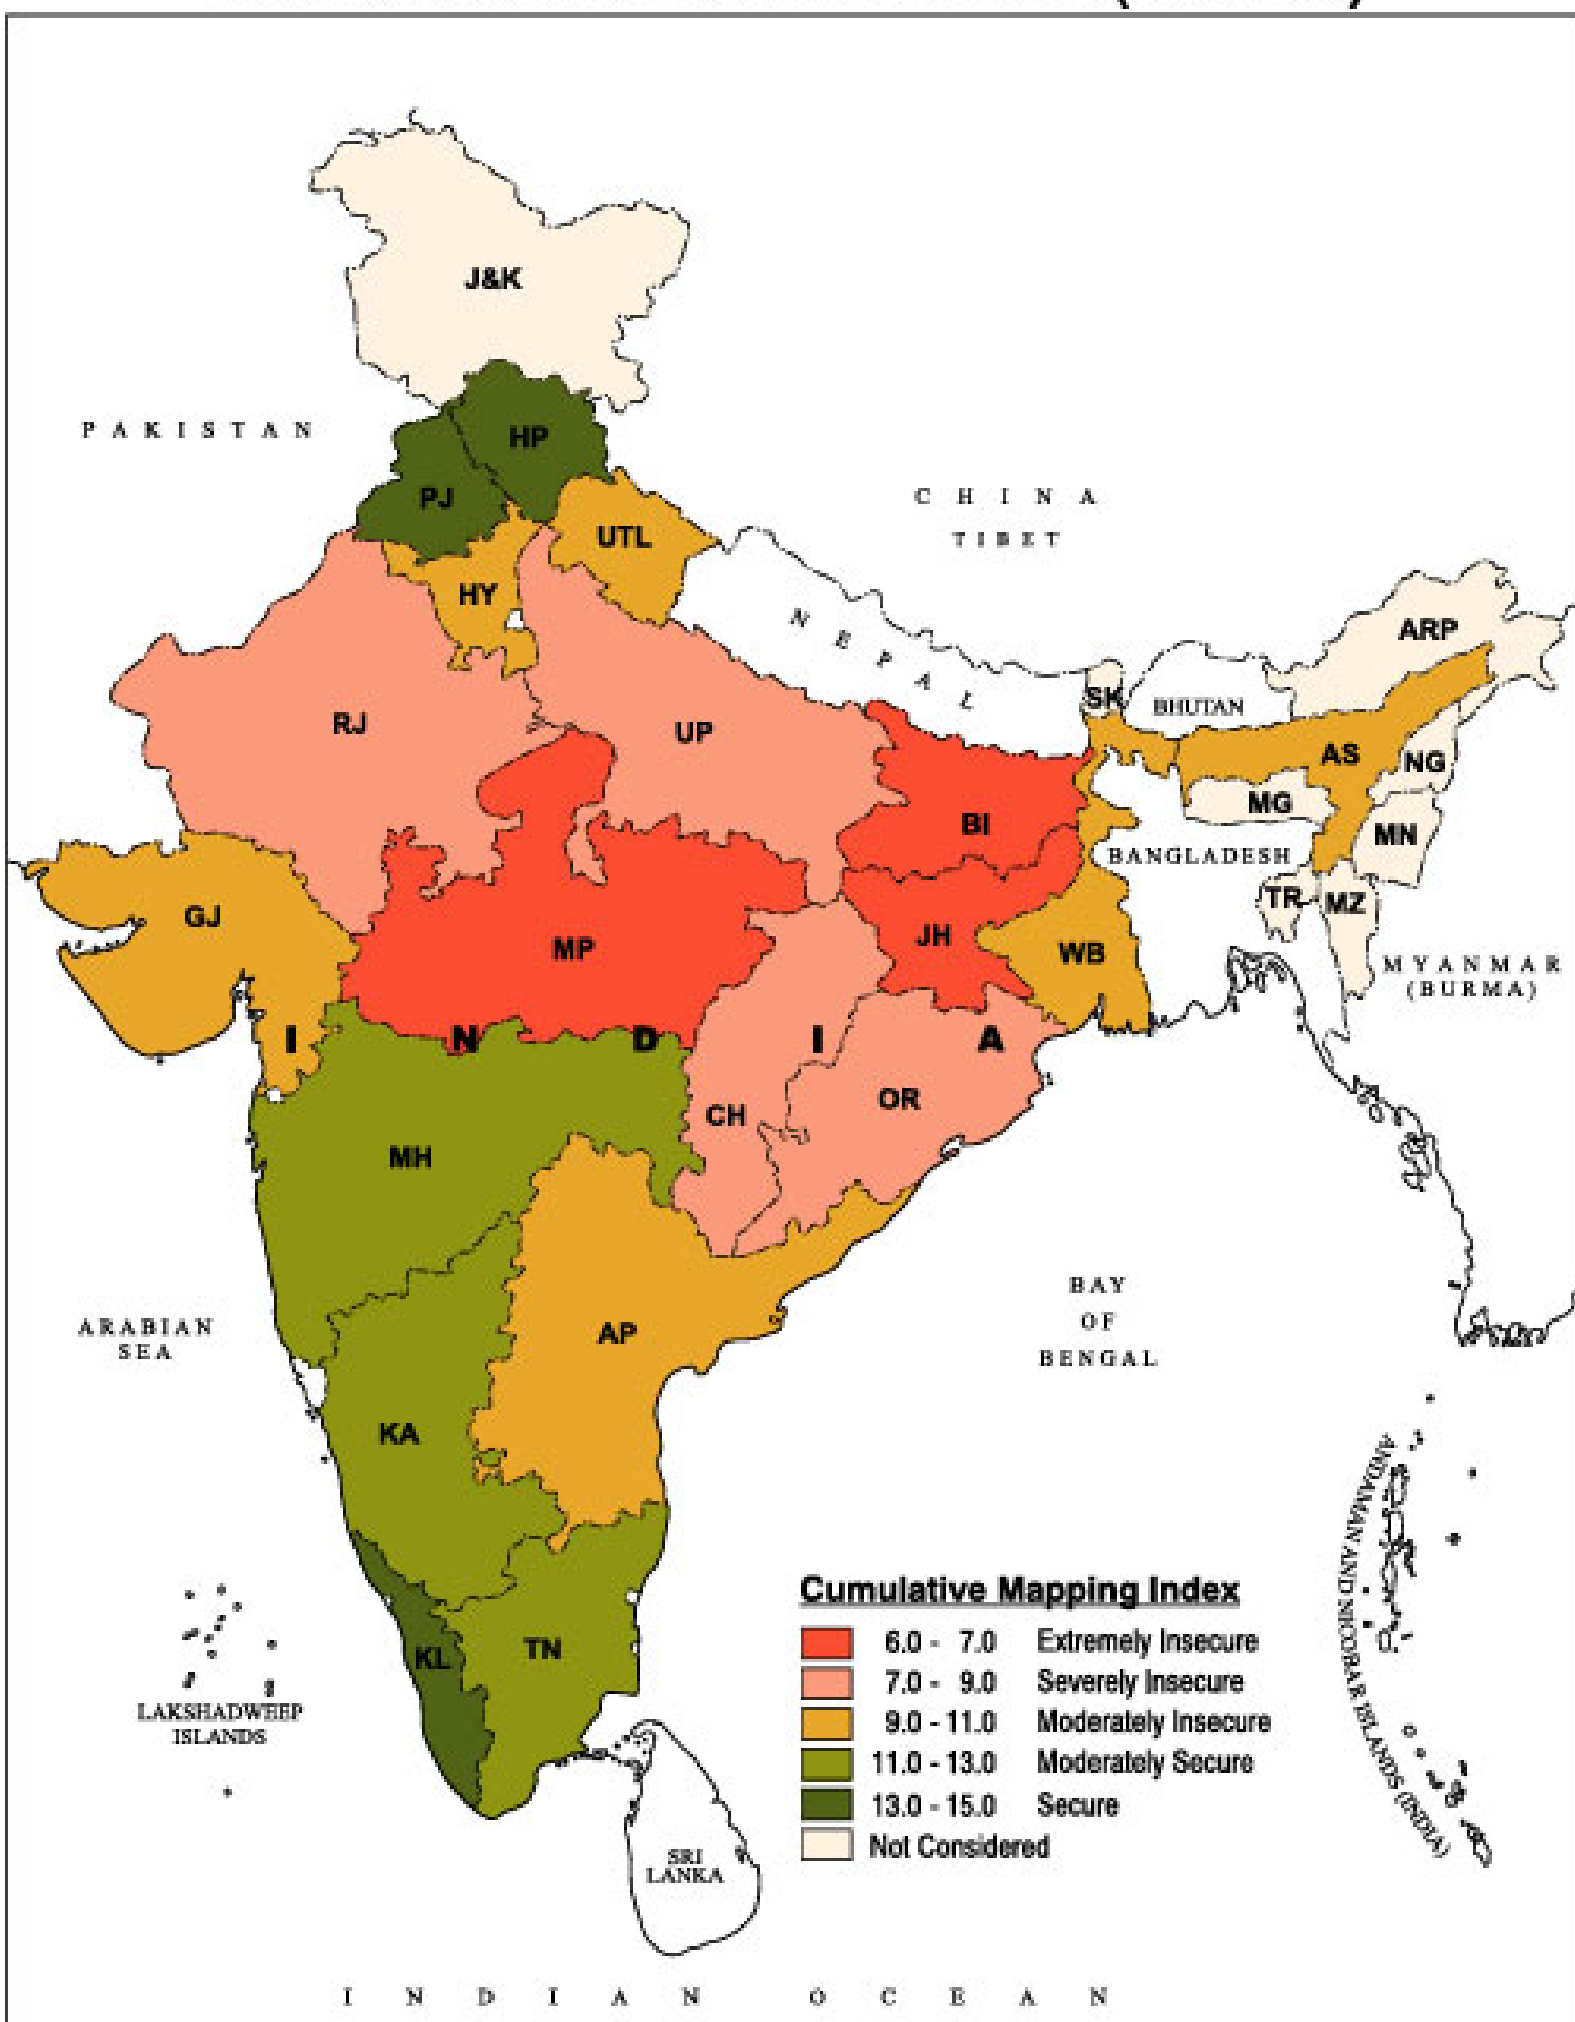 J&K
HP
PAKISTAN
PJ
CHINA
TIBET
UTL
HY
NEPAL
ARP
SK
BHUTAN
RJ
UP
AS
NG
MG
BI
MN
BANGLADESH
TR
MZ
GJ
MP
JH
WB
MYANMAR
(BURMA)
INDIA
CH
OR
MH
BAY
OF
BENGAL
ARABIAN
SEA
AP
KA
ANDAMAN AND NICOBAR ISLANDS (INDIA)
KL
TN
LAKSHADWEEP
ISLANDS
Cumulative Mapping Index
6.0 - 7.0 Extremely Insecure
7.0 - 9.0 Severely Insecure
9.0 - 11.0 Moderately Insecure
11.0 - 13.0 Moderately Secure
13.0 - 15.0 Secure
Not Considered
SRI
LANKA
INDIAN OCEAN